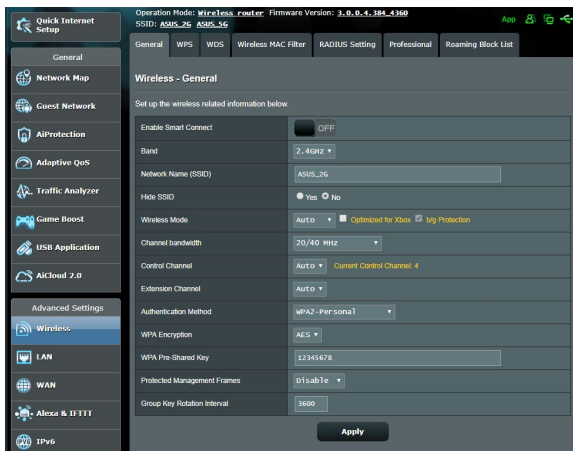 Quick Internet
Setup
Operation Mode: Wireless router Firmware Version: 3.0.0.4.384_4360
SSID: ASUS_2G ASUS_5G
App
General
Network Map
Guest Network
AiProtection
Adaptive QoS
Traffic Analyzer
Game Boost
USB Application
AiCloud 2.0
Advanced Settings
Wireless
LAN
WAN
Alexa & IFTTT
IPv6
General WPS WDS Wireless MAC Filter RADIUS Setting Professional Roaming Block List
Wireless - General
Set up the wireless related information below.
Enable Smart Connect OFF
Band 2.4GHz
Network Name (SSID) ASUS_2G
Hide SSID Yes No
Wireless Mode Auto Optimized for Xbox b/g Protection
Channel bandwidth 20/40 MHz
Control Channel Auto Current Control Channel: 4
Extension Channel Auto
Authentication Method WPA2-Personal
WPA Encryption AES
WPA Pre-Shared Key 12345678
Protected Management Frames Disable
Group Key Rotation Interval 3600
Apply